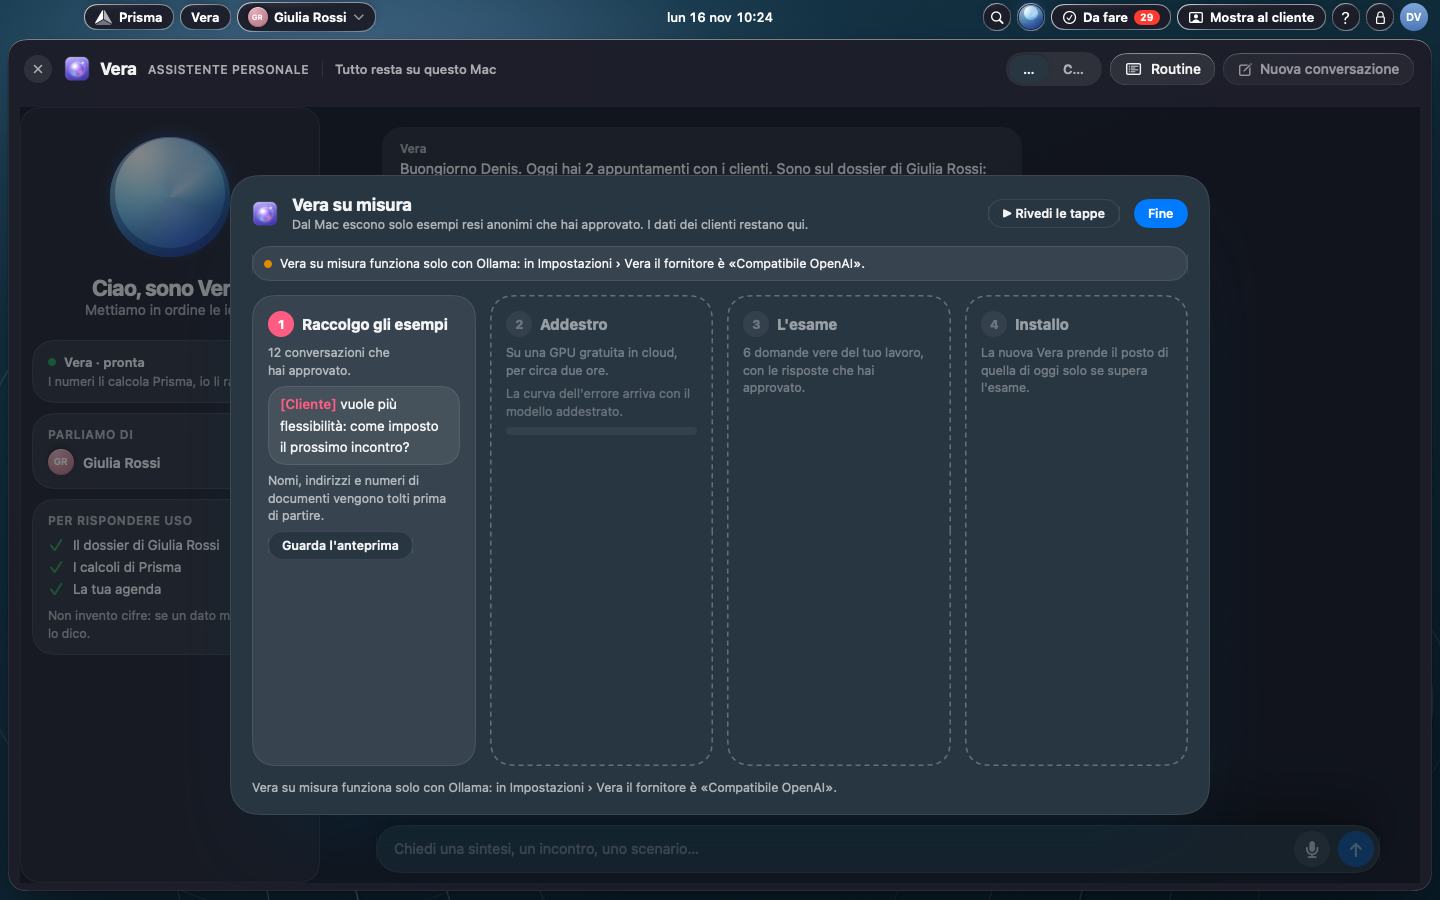 Prisma
Vera
GR Giulia Rossi
lun 16 nov 10:24
Da fare 29
Mostra al cliente
?
DV
Vera ASSISTENTE PERSONALE Tutto resta su questo Mac
... C...
Routine
Nuova conversazione
Vera
Buongiorno Denis. Oggi hai 2 appuntamenti con i clienti. Sono sul dossier di Giulia Rossi:
Ciao, sono Ver
Mettiamo in ordine le i
Vera · pronta
I numeri li calcola Prisma, io li r
PARLIAMO DI
GR Giulia Rossi
PER RISPONDERE USO
Il dossier di Giulia Rossi
I calcoli di Prisma
La tua agenda
Non invento cifre: se un dato m
lo dico.
Vera su misura
Dal Mac escono solo esempi resi anonimi che hai approvato. I dati dei clienti restano qui.
Rivedi le tappe
Fine
Vera su misura funziona solo con Ollama: in Impostazioni › Vera il fornitore è «Compatibile OpenAI».
1 Raccolgo gli esempi
12 conversazioni che
hai approvato.
[Cliente] vuole più
flessibilità: come imposto
il prossimo incontro?
Nomi, indirizzi e numeri di
documenti vengono tolti prima
di partire.
Guarda l'anteprima
2 Addestro
Su una GPU gratuita in cloud,
per circa due ore.
La curva dell'errore arriva con il
modello addestrato.
3 L'esame
6 domande vere del tuo lavoro,
con le risposte che hai
approvato.
4 Installo
La nuova Vera prende il posto di
quella di oggi solo se supera
l'esame.
Vera su misura funziona solo con Ollama: in Impostazioni › Vera il fornitore è «Compatibile OpenAI».
Chiedi una sintesi, un incontro, uno scenario...